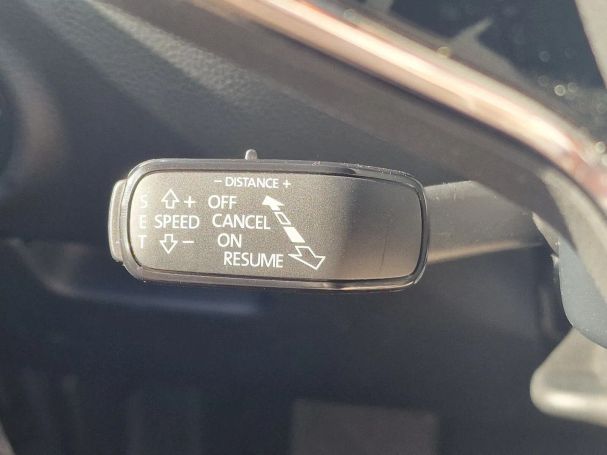 - DISTANCE +
S + OFF
E SPEED CANCEL
T - ON
RESUME